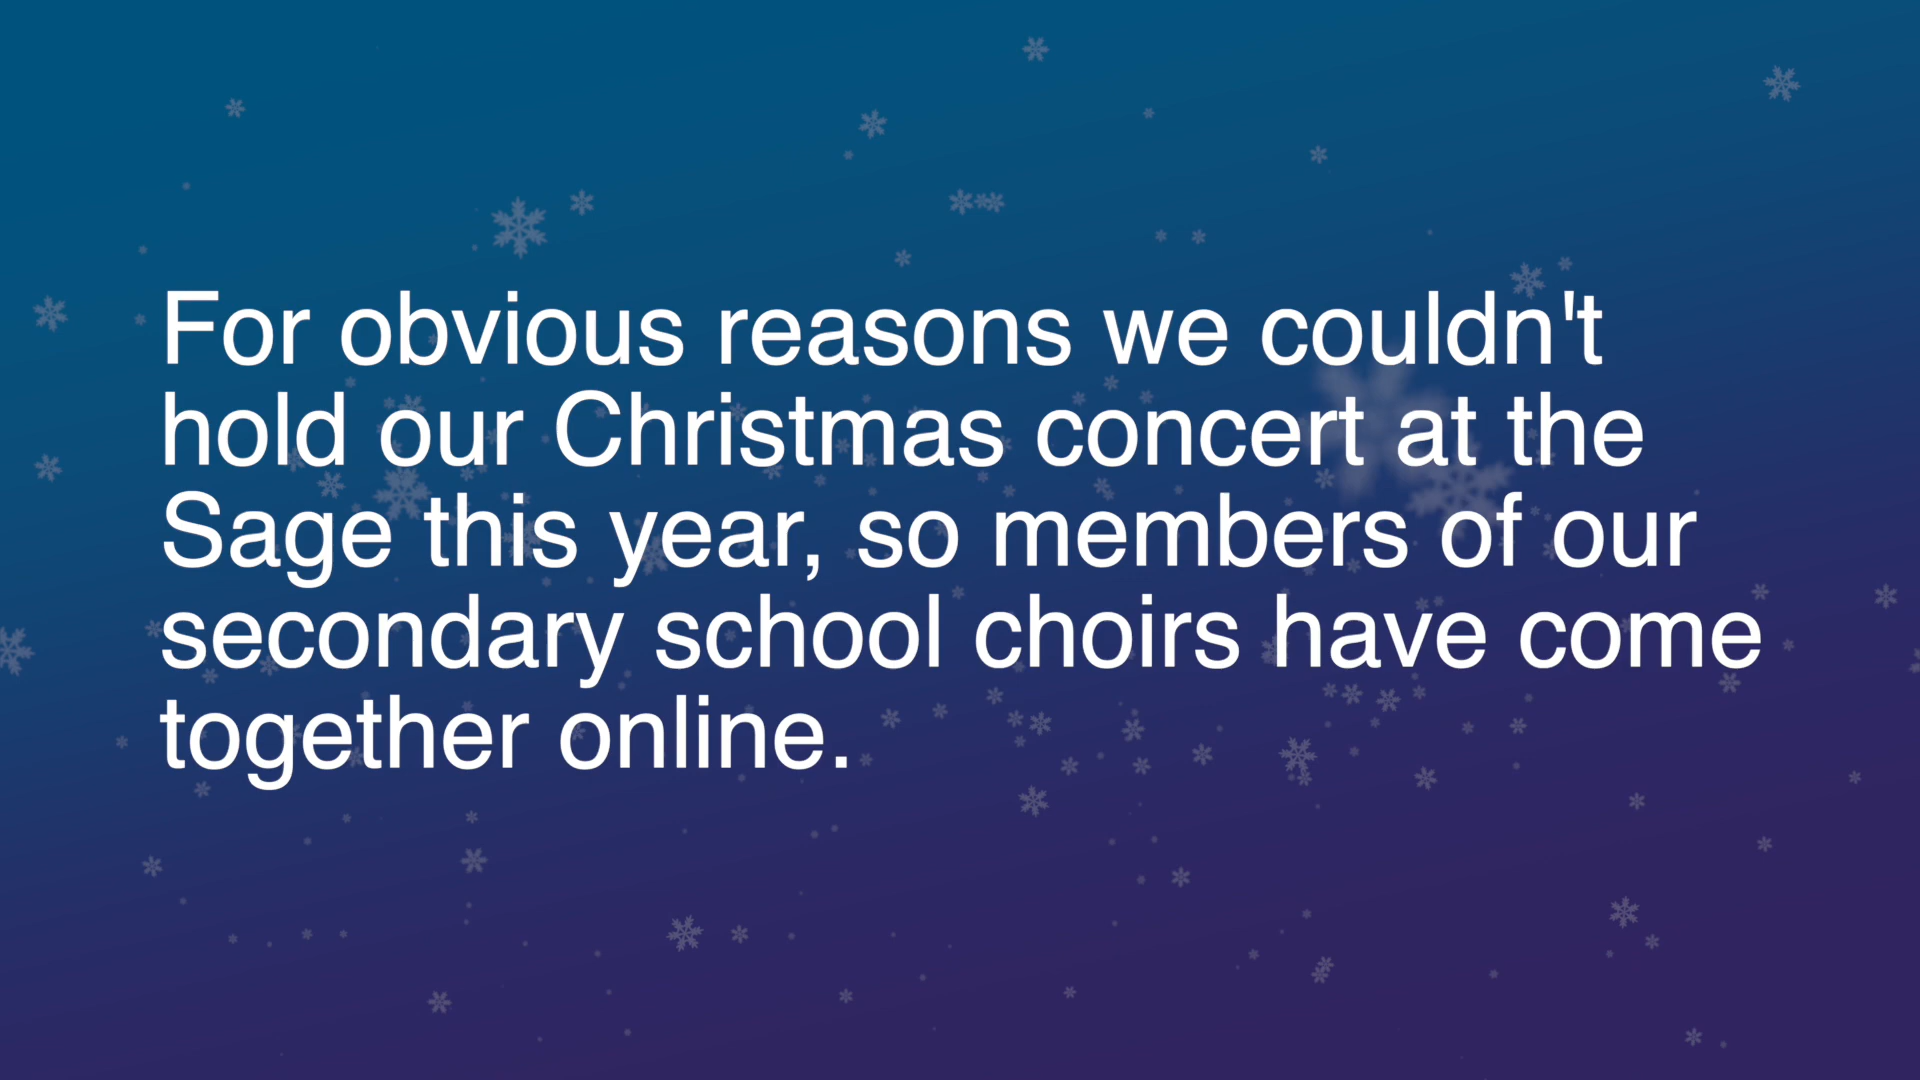 For obvious reasons we couldn't
hold our Christmas concert at the
Sage this year, so members of our
secondary school choirs have come
together online.